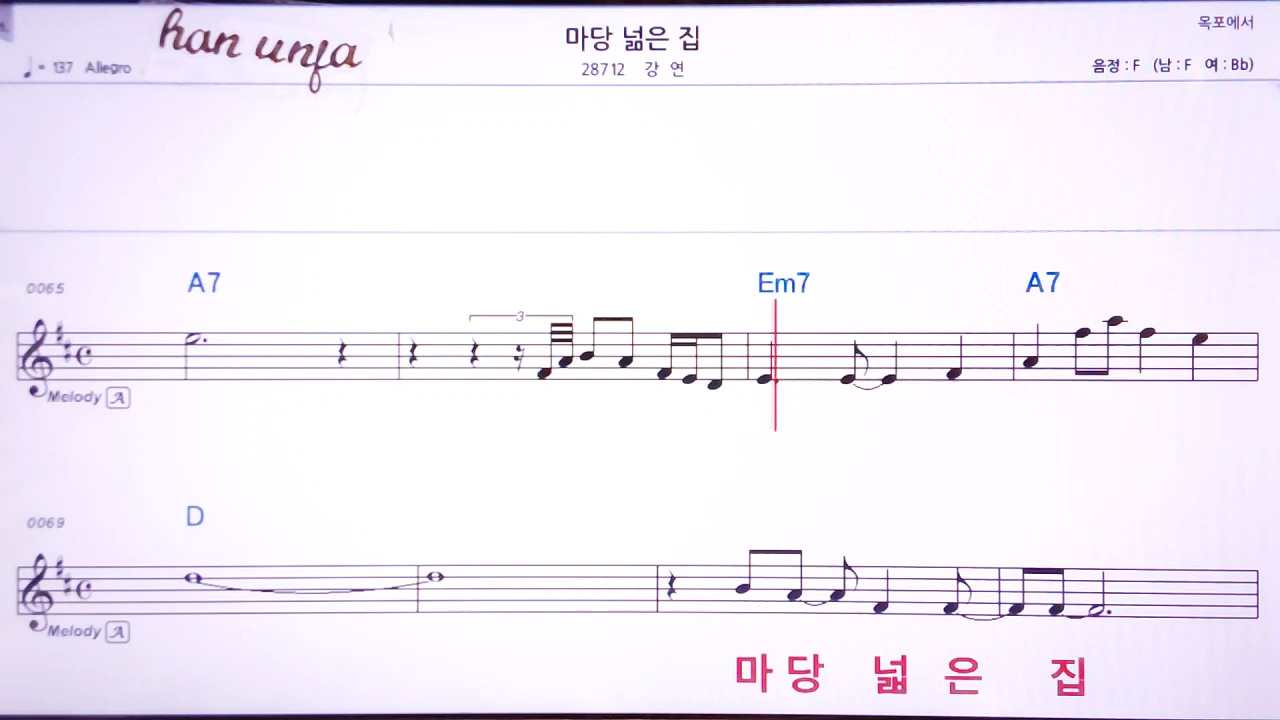 han unja
마당 넓은 집
목포에서
♩= 137 Allegro
28712 강 연
음정 : F (남 : F 여 : Bb)
A7 Em7 A7
0065
3
Melody A
D
0069
Melody A
마 당 넓 은 집